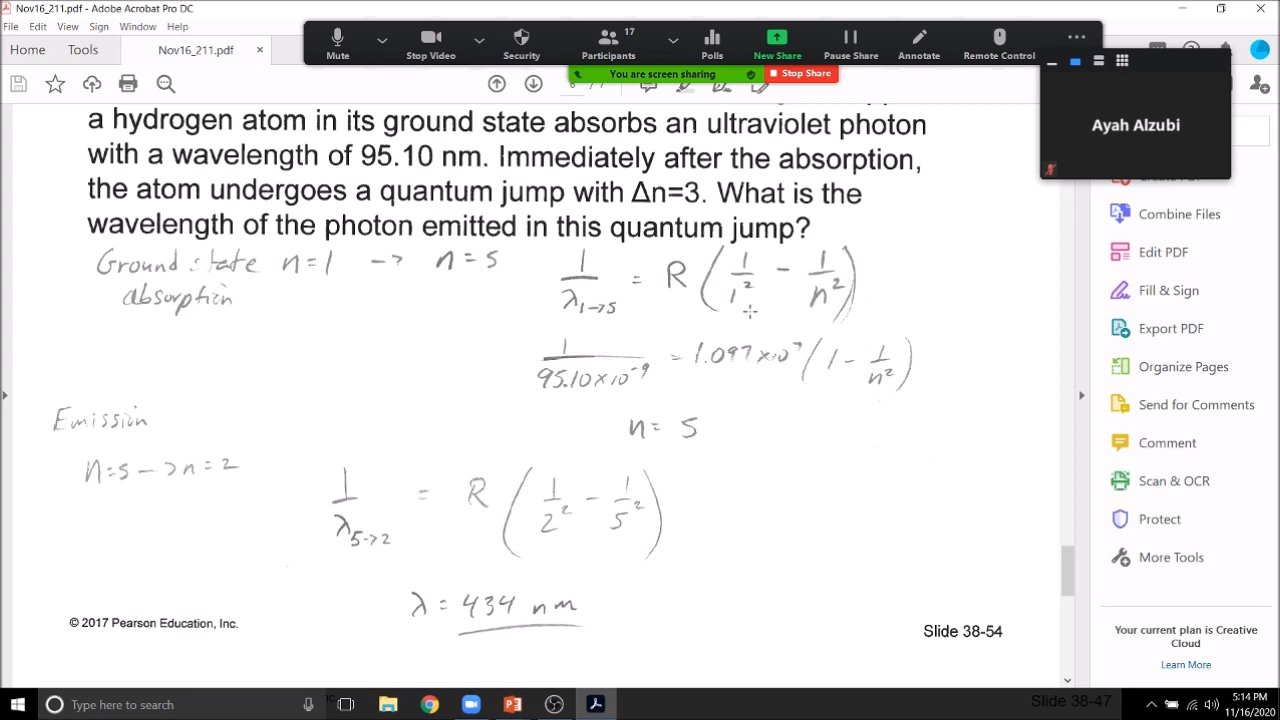 Nov16_211.pdf - Adobe Acrobat Pro DC
File Edit View Sign Window Help
Home Tools Nov16_211.pdf ×
Mute Stop Video Security Participants 17 Polls New Share Pause Share Annotate Remote Control
You are screen sharing Stop Share
Ayah Alzubi
a hydrogen atom in its ground state absorbs an ultraviolet photon
with a wavelength of 95.10 nm. Immediately after the absorption,
the atom undergoes a quantum jump with Δn=3. What is the
wavelength of the photon emitted in this quantum jump?
Ground state n=1 --> n=5
absorption
1/λ1→5 = R (1/1² - 1/n²)
1/95.10×10⁻⁹ = 1.097×10⁷ (1 - 1/n²)
n= 5
Emission
n=5 -> n=2
1/λ5→2 = R (1/2² - 1/5²)
λ = 434 nm
© 2017 Pearson Education, Inc.
Slide 38-54
Combine Files
Edit PDF
Fill & Sign
Export PDF
Organize Pages
Send for Comments
Comment
Scan & OCR
Protect
More Tools
Your current plan is Creative
Cloud
Learn More
Slide 38-47
Type here to search
5:14 PM
11/16/2020